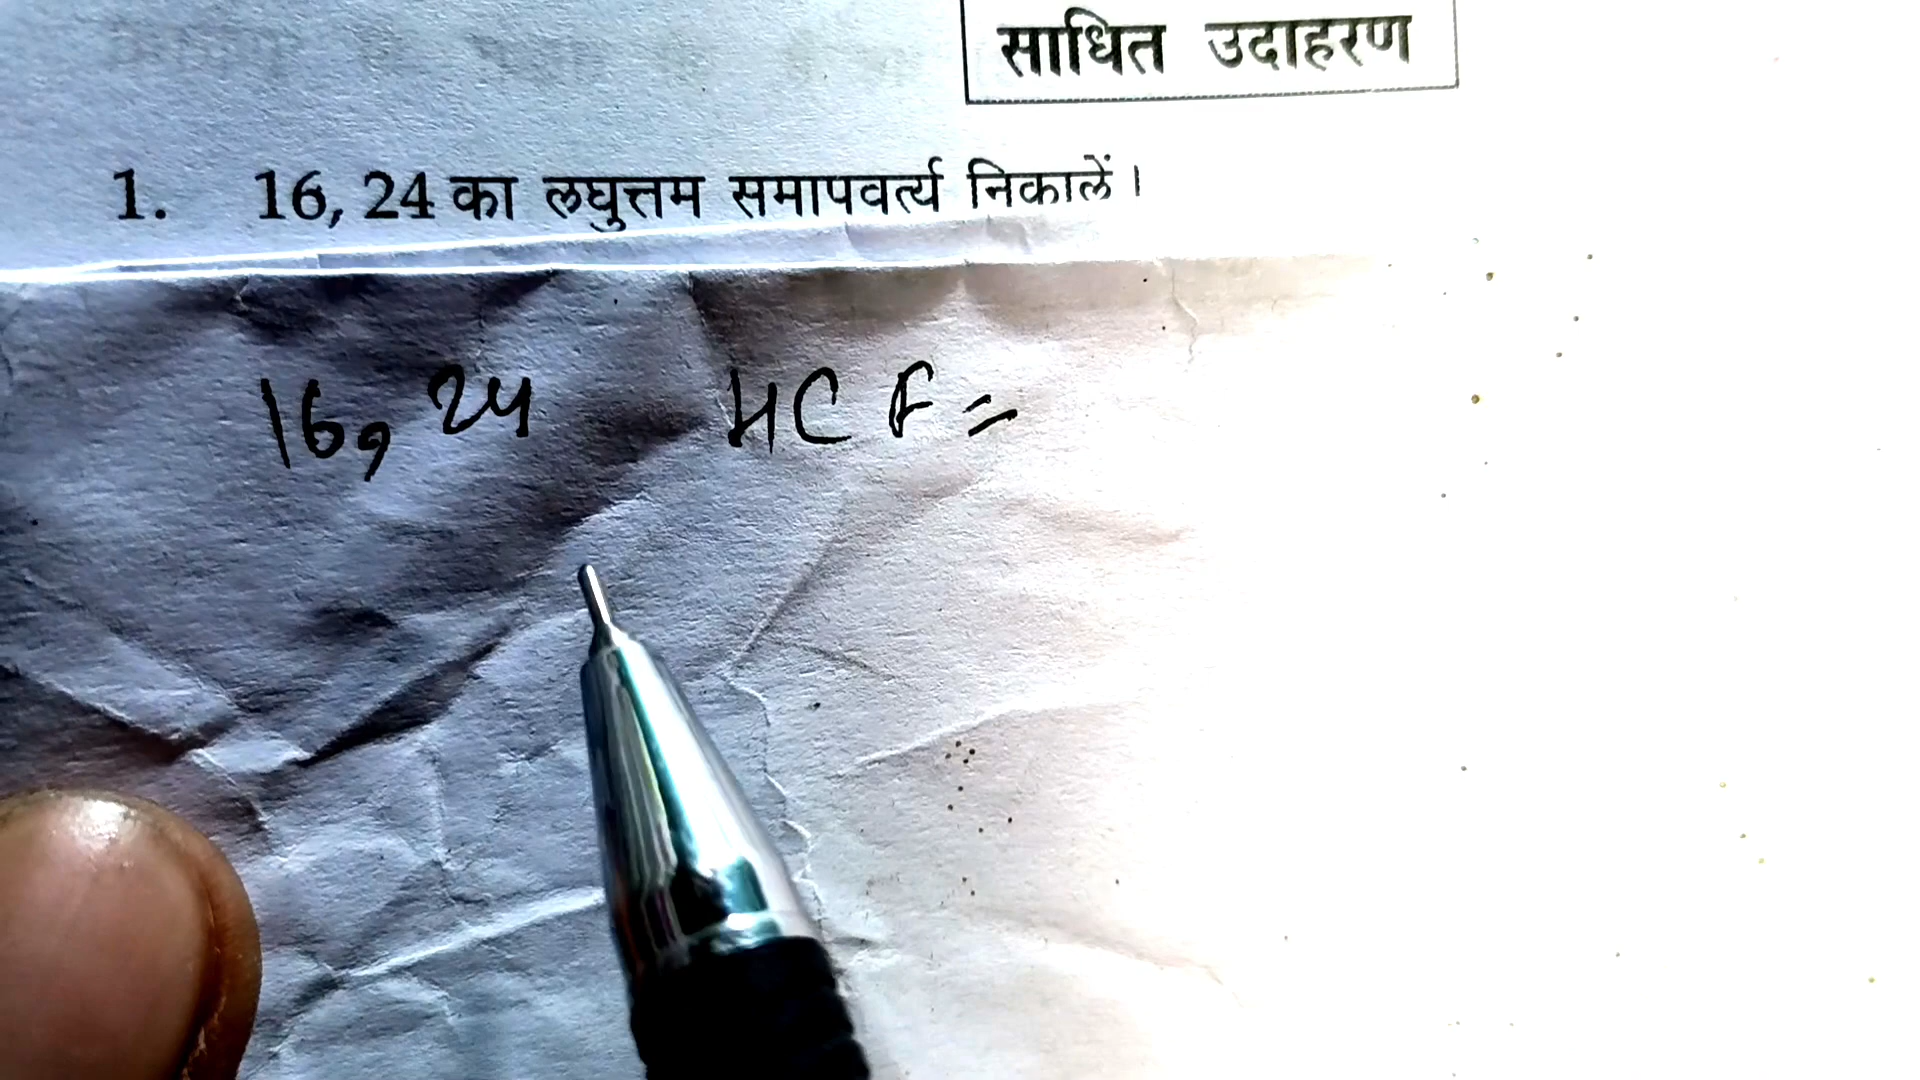 साधित उदाहरण
1. 16, 24 का लघुत्तम समापवर्त्य निकालें।
16, 24 HCF =